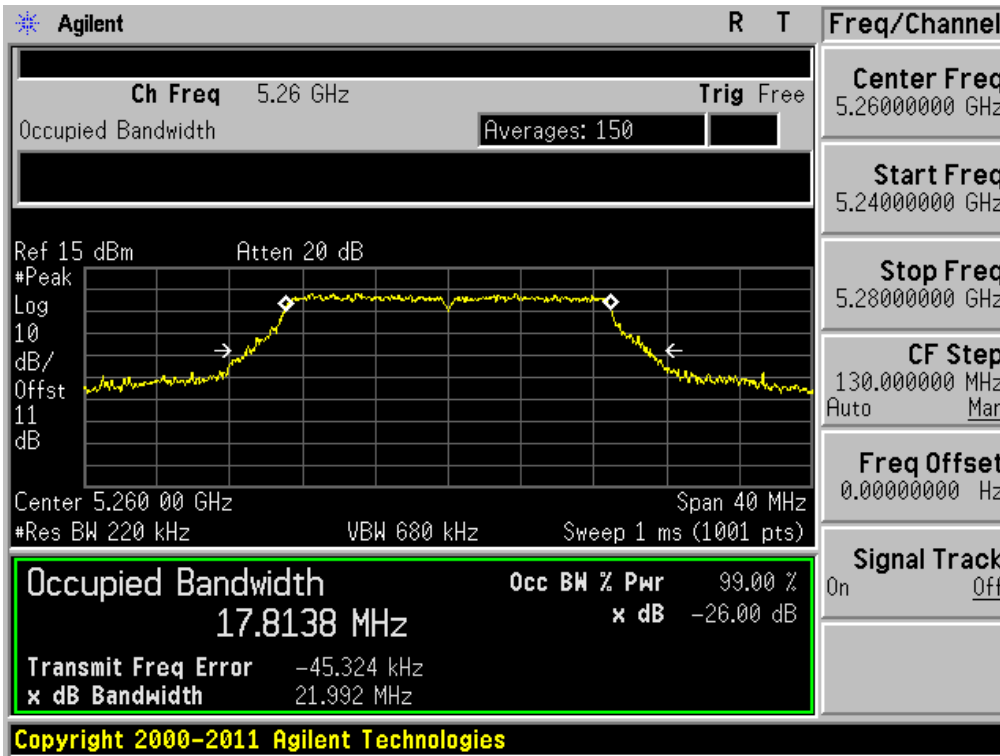 Agilent R T
Freq/Channel
Ch Freq 5.26 GHz Trig Free
Occupied Bandwidth Averages: 150
Ref 15 dBm Atten 20 dB
#Peak
Log
10
dB/
Offst
11
dB
Center 5.260 00 GHz Span 40 MHz
#Res BW 220 kHz VBW 680 kHz Sweep 1 ms (1001 pts)
Occupied Bandwidth
17.8138 MHz
Occ BW % Pwr 99.00 %
x dB -26.00 dB
Transmit Freq Error -45.324 kHz
x dB Bandwidth 21.992 MHz
Center Freq
5.26000000 GHz
Start Freq
5.24000000 GHz
Stop Freq
5.28000000 GHz
CF Step
130.000000 MHz
Auto Man
Freq Offset
0.00000000 Hz
Signal Track
On Off
Copyright 2000-2011 Agilent Technologies